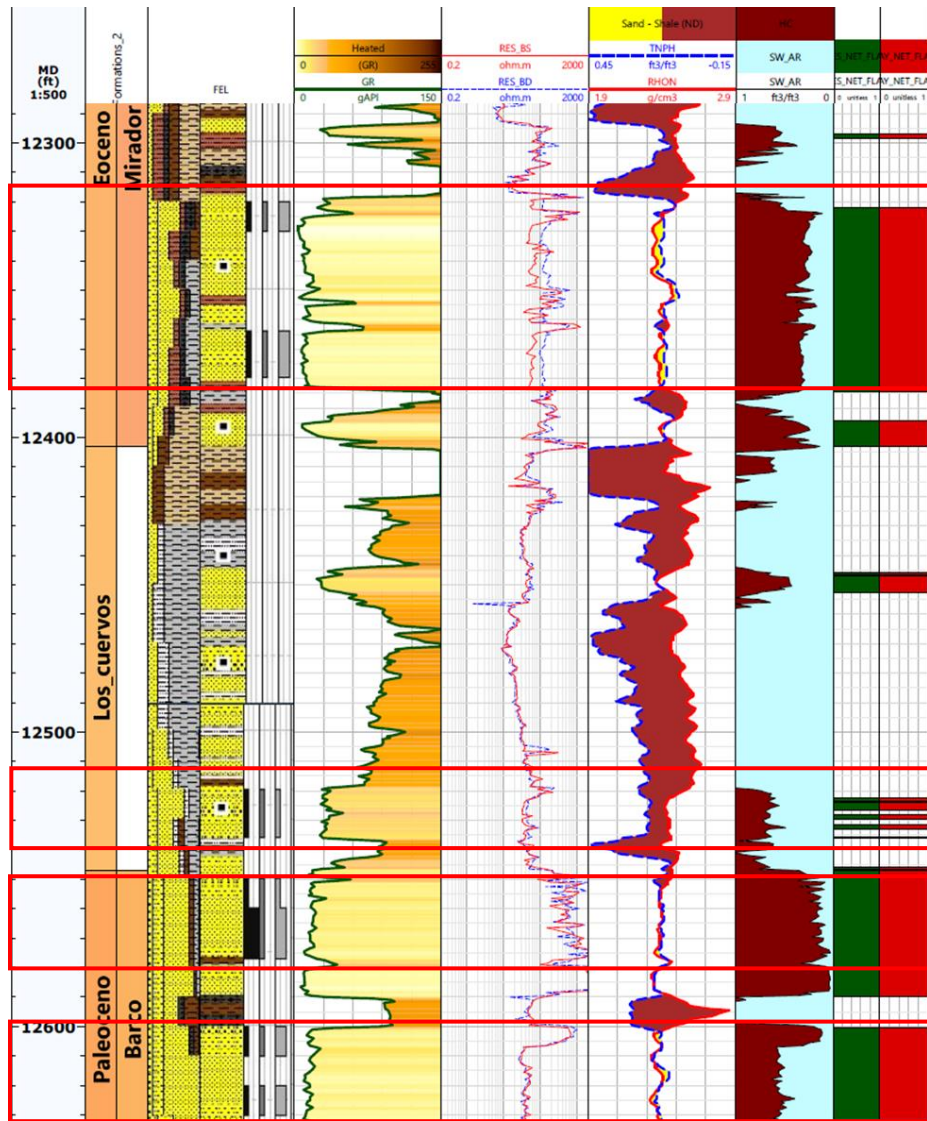 MD
(ft)
1:500
Formations_2
FEL
Heated
0 (GR) 255
GR
0 gAPI 150
RES_BS
0.2 ohm.m 2000
RES_BD
0.2 ohm.m 2000
Sand - Shale (ND)
TNPH
0.45 ft3/ft3 -0.15
RHON
1.9 g/cm3 2.9
HC
SW_AR
SW_AR
1 ft3/ft3 0
S_NET_FLA
0 unitless 1
AY_NET_FLA
0 unitless 1
12300
12400
12500
12600
Eoceno
Mirador
Los_cuervos
Paleoceno
Barco